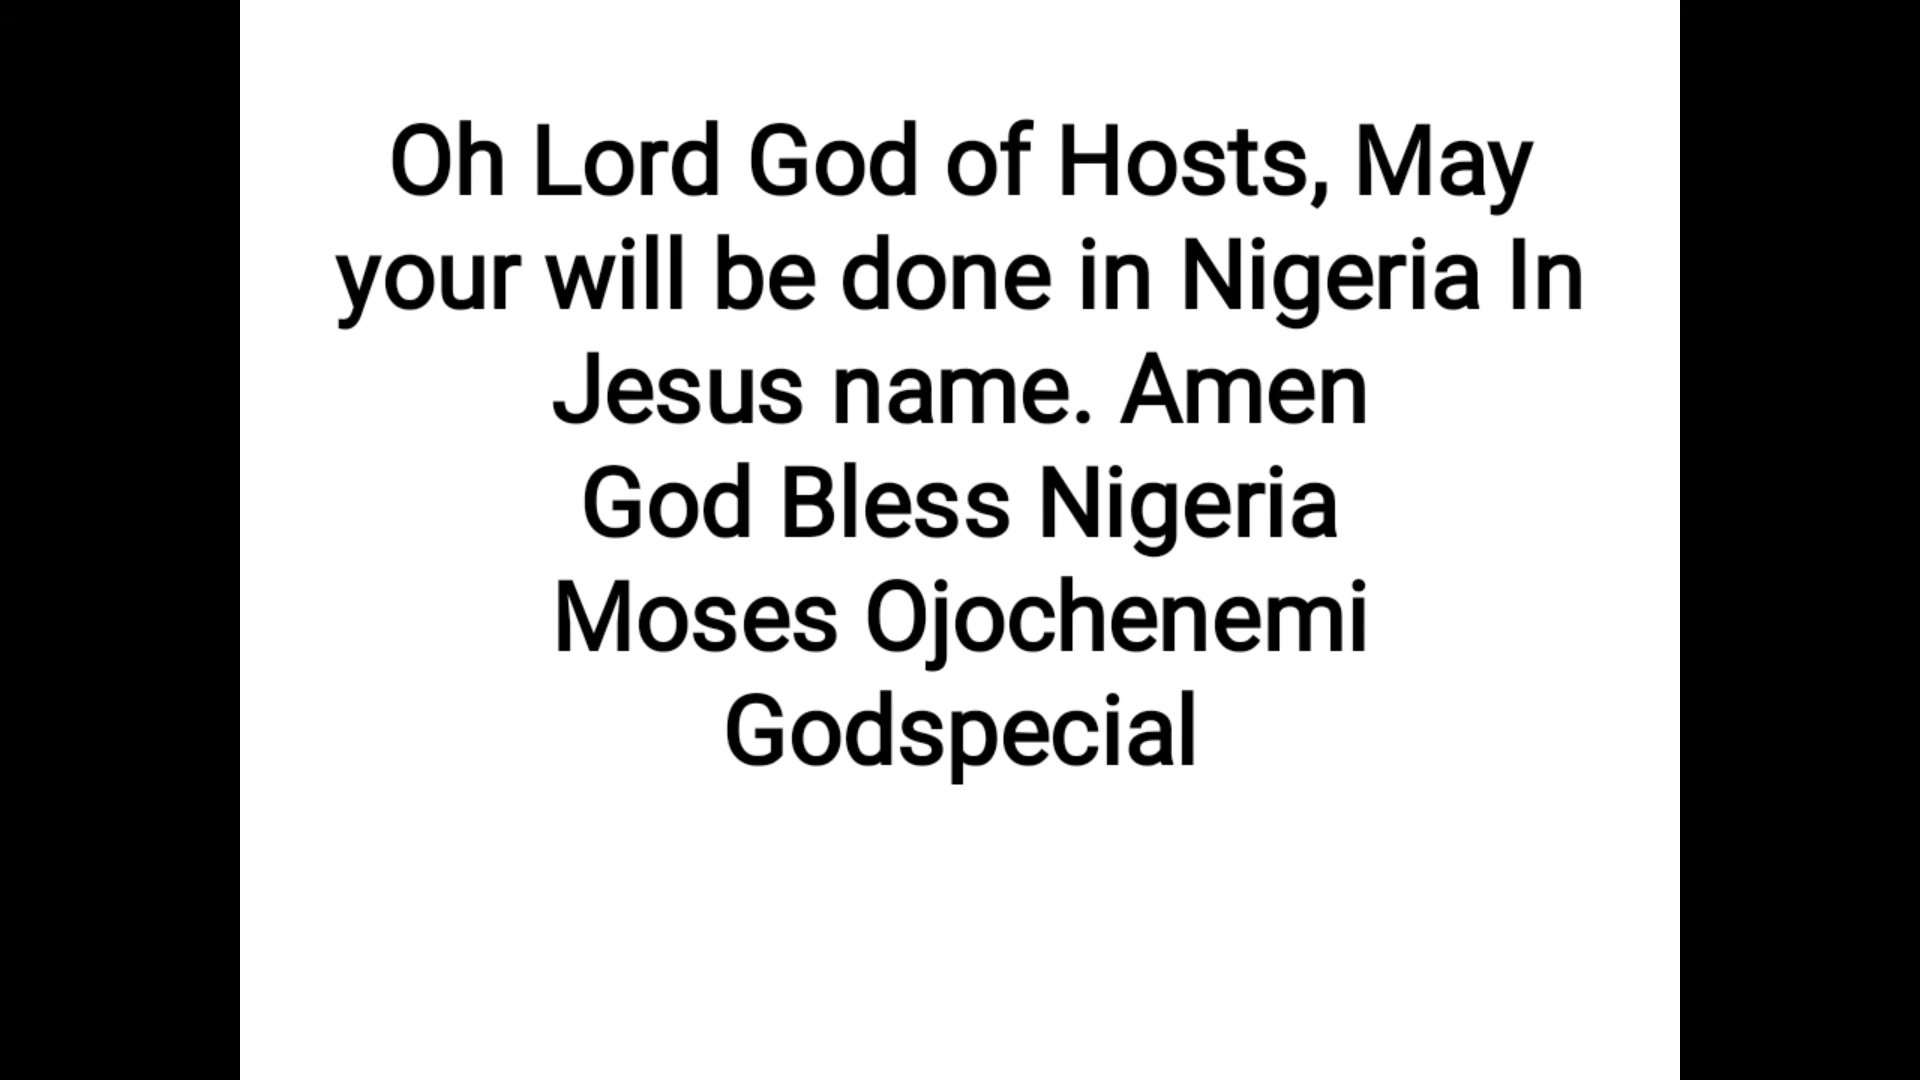 Oh Lord God of Hosts, May
your will be done in Nigeria In
Jesus name. Amen
God Bless Nigeria
Moses Ojochenemi
Godspecial